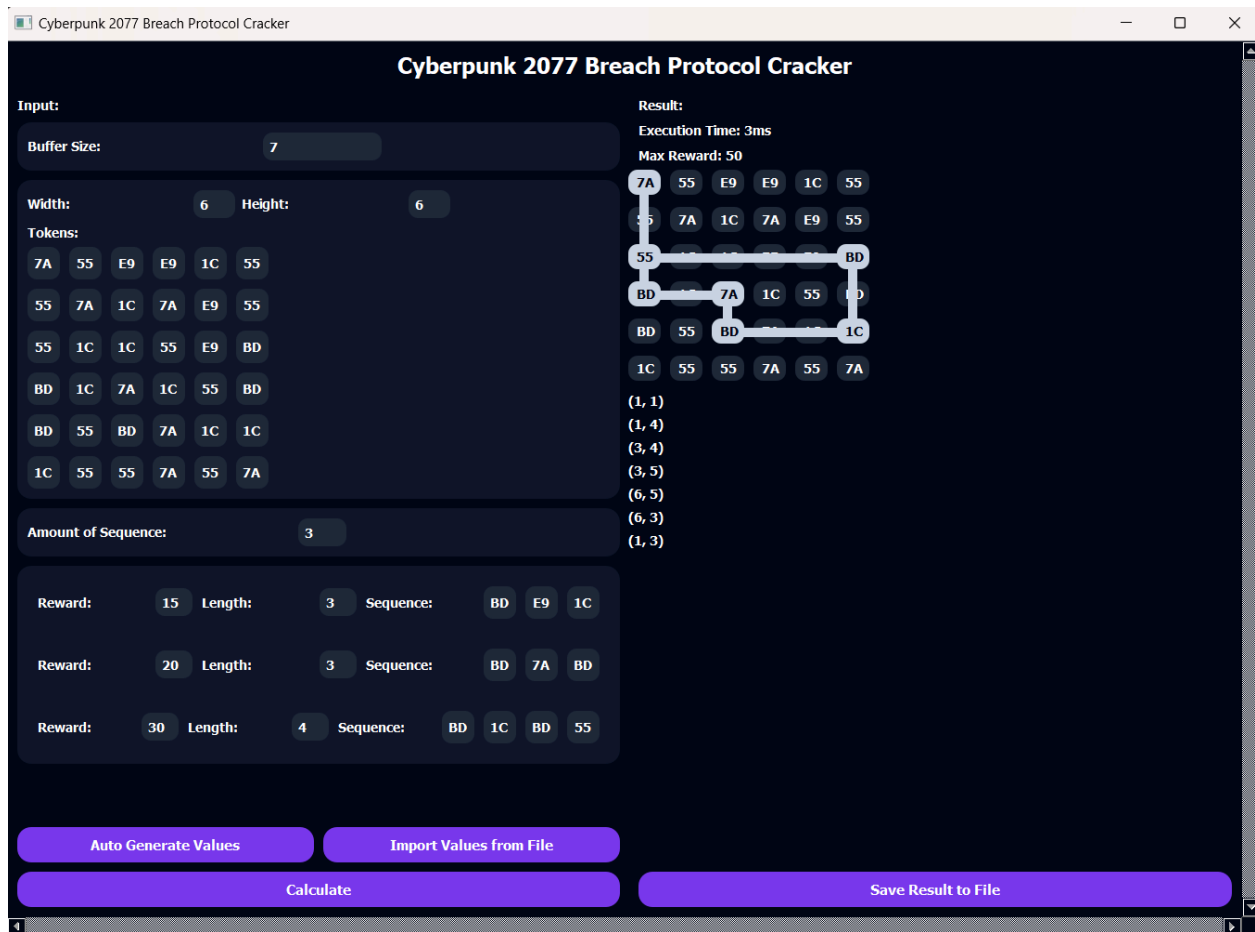 Cyberpunk 2077 Breach Protocol Cracker
Cyberpunk 2077 Breach Protocol Cracker
Input:
Buffer Size: 7
Width: 6 Height: 6
Tokens:
7A 55 E9 E9 1C 55
55 7A 1C 7A E9 55
55 1C 1C 55 E9 BD
BD 1C 7A 1C 55 BD
BD 55 BD 7A 1C 1C
1C 55 55 7A 55 7A
Amount of Sequence: 3
Reward: 15 Length: 3 Sequence: BD E9 1C
Reward: 20 Length: 3 Sequence: BD 7A BD
Reward: 30 Length: 4 Sequence: BD 1C BD 55
Auto Generate Values Import Values from File
Calculate
Result:
Execution Time: 3ms
Max Reward: 50
7A 55 E9 E9 1C 55
7A 1C 7A E9 55
55 BD
BD 7A 1C 55
BD 55 BD 1C
1C 55 55 7A 55 7A
(1, 1)
(1, 4)
(3, 4)
(3, 5)
(6, 5)
(6, 3)
(1, 3)
Save Result to File